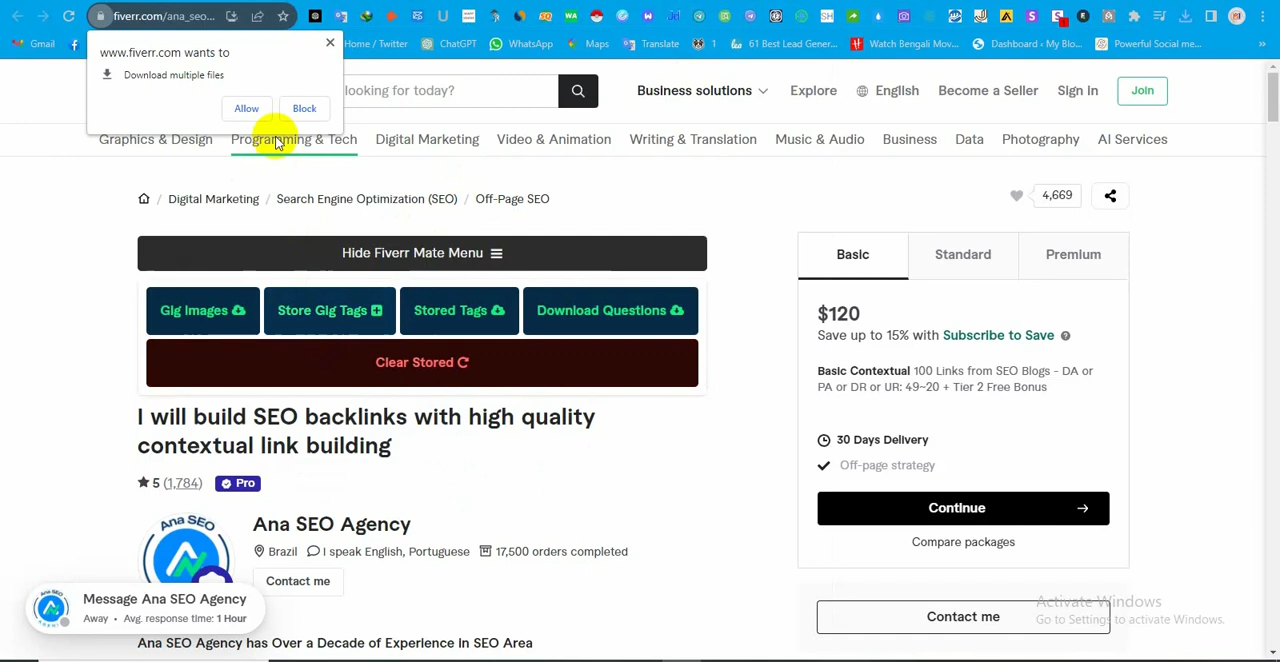 fiverr.com/ana_seo...
Gmail
Home / Twitter
ChatGPT
WhatsApp
Maps
Translate
1
61 Best Lead Gener...
Watch Bengali Mov...
Dashboard ‹ My Blo...
Powerful Social me...
»
www.fiverr.com wants to
Download multiple files
Allow
Block
looking for today?
Business solutions
Explore
English
Become a Seller
Sign in
Join
Graphics & Design
Programming & Tech
Digital Marketing
Video & Animation
Writing & Translation
Music & Audio
Business
Data
Photography
AI Services
Digital Marketing / Search Engine Optimization (SEO) / Off-Page SEO
4,669
Hide Fiverr Mate Menu
Gig Images
Store Gig Tags
Stored Tags
Download Questions
Clear Stored
I will build SEO backlinks with high quality
contextual link building
5 (1,784)
Pro
Ana SEO
Ana SEO Agency
Brazil
I speak English, Portuguese
17,500 orders completed
Contact me
Message Ana SEO Agency
Away • Avg. response time: 1 Hour
Ana SEO Agency has Over a Decade of Experience in SEO Area
Basic
Standard
Premium
$120
Save up to 15% with Subscribe to Save
Basic Contextual 100 Links from SEO Blogs - DA or
PA or DR or UR: 49~20 + Tier 2 Free Bonus
30 Days Delivery
Off-page strategy
Continue
Compare packages
Contact me
Activate Windows
Go to Settings to activate Windows.